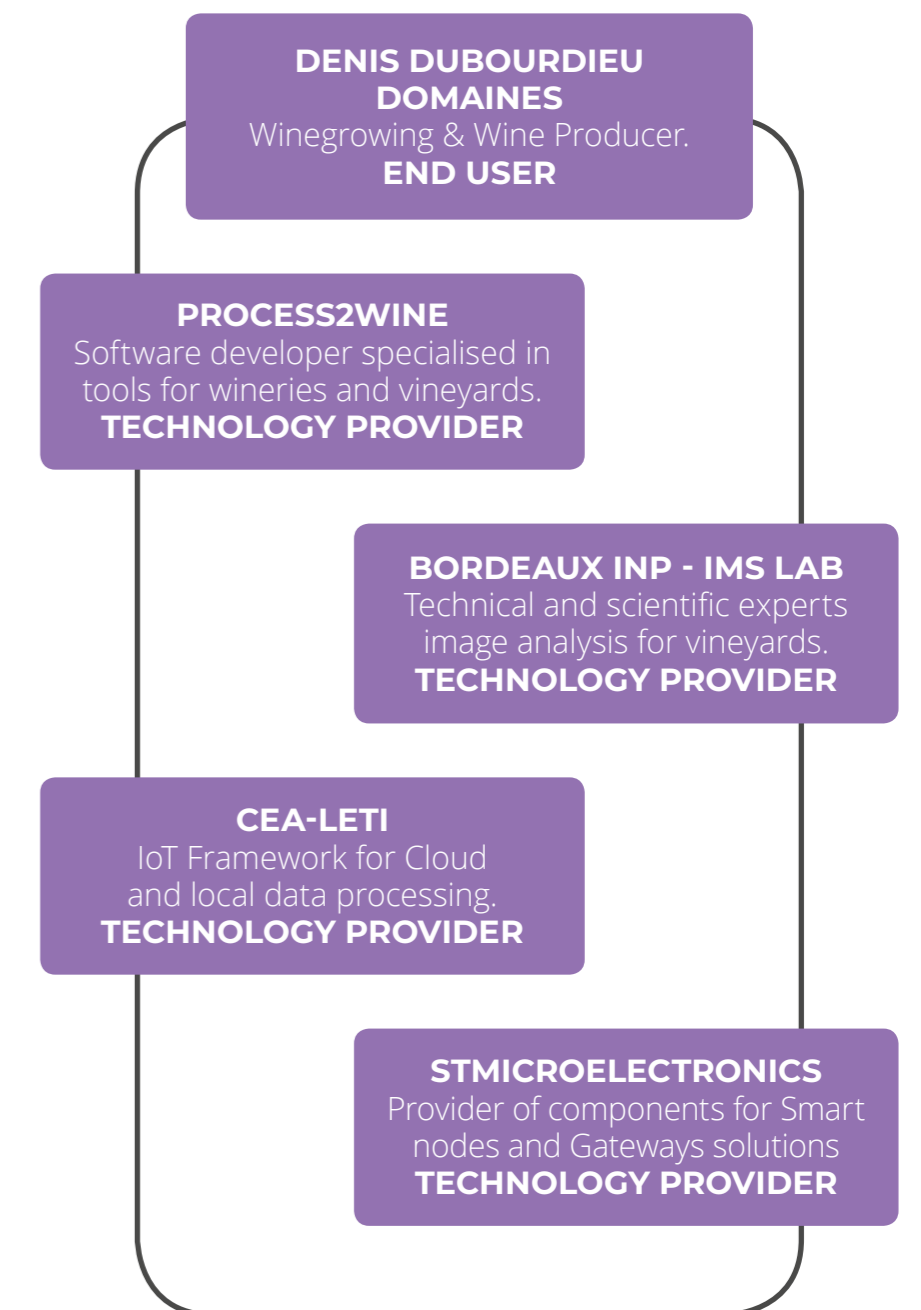 DENIS DUBOURDIEU
DOMAINES
Winegrowing & Wine Producer.
END USER
PROCESS2WINE
Software developer specialised in
tools for wineries and vineyards.
TECHNOLOGY PROVIDER
BORDEAUX INP - IMS LAB
Technical and scientific experts
image analysis for vineyards.
TECHNOLOGY PROVIDER
CEA-LETI
IoT Framework for Cloud
and local data processing.
TECHNOLOGY PROVIDER
STMICROELECTRONICS
Provider of components for Smart
nodes and Gateways solutions
TECHNOLOGY PROVIDER